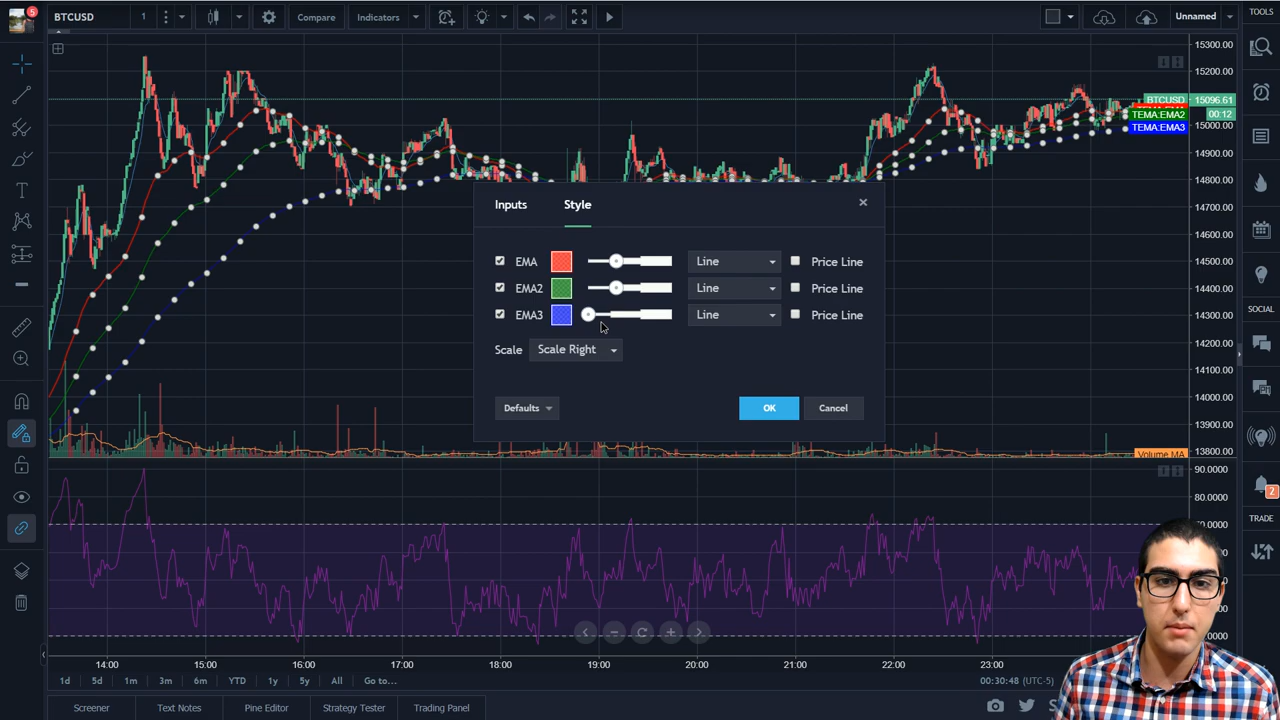 5
BTCUSD
1
Compare
Indicators
Unnamed
TOOLS
15300.00
15200.00
BTCUSD 15096.61
00:12
TEMA:EMA2
TEMA:EMA3
15000.00
14900.00
14800.00
14700.00
14600.00
14500.00
14400.00
14300.00
14200.00
14100.00
14000.00
13900.00
13800.00
Inputs
Style
EMA
Line
Price Line
EMA2
Line
Price Line
EMA3
Line
Price Line
Scale
Scale Right
Defaults
OK
Cancel
Volume MA
90.0000
80.0000
SOCIAL
2
TRADE
14:00
15:00
16:00
17:00
18:00
19:00
20:00
21:00
22:00
23:00
1d
5d
1m
3m
6m
YTD
1y
5y
All
Go to...
00:30:48 (UTC-5)
Screener
Text Notes
Pine Editor
Strategy Tester
Trading Panel